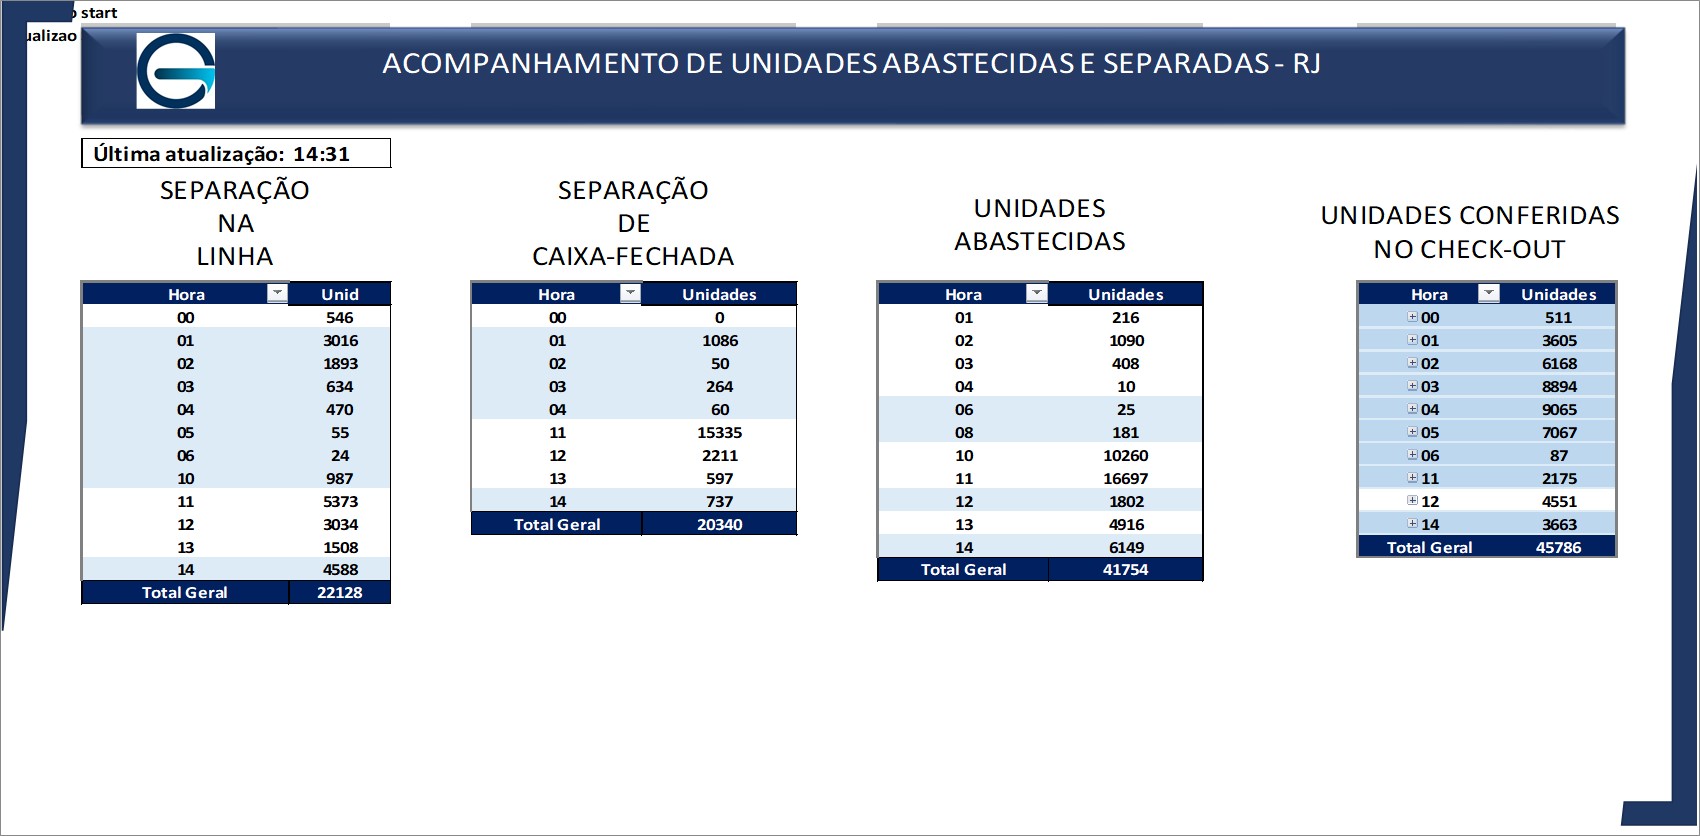 o start
ualizao
ACOMPANHAMENTO DE UNIDADES ABASTECIDAS E SEPARADAS - RJ
Última atualização: 14:31
SEPARAÇÃO
NA
LINHA
Hora Unid
00 546
01 3016
02 1893
03 634
04 470
05 55
06 24
10 987
11 5373
12 3034
13 1508
14 4588
Total Geral 22128
SEPARAÇÃO
DE
CAIXA-FECHADA
Hora Unidades
00 0
01 1086
02 50
03 264
04 60
11 15335
12 2211
13 597
14 737
Total Geral 20340
UNIDADES
ABASTECIDAS
Hora Unidades
01 216
02 1090
03 408
04 10
06 25
08 181
10 10260
11 16697
12 1802
13 4916
14 6149
Total Geral 41754
UNIDADES CONFERIDAS
NO CHECK-OUT
Hora Unidades
00 511
01 3605
02 6168
03 8894
04 9065
05 7067
06 87
11 2175
12 4551
14 3663
Total Geral 45786